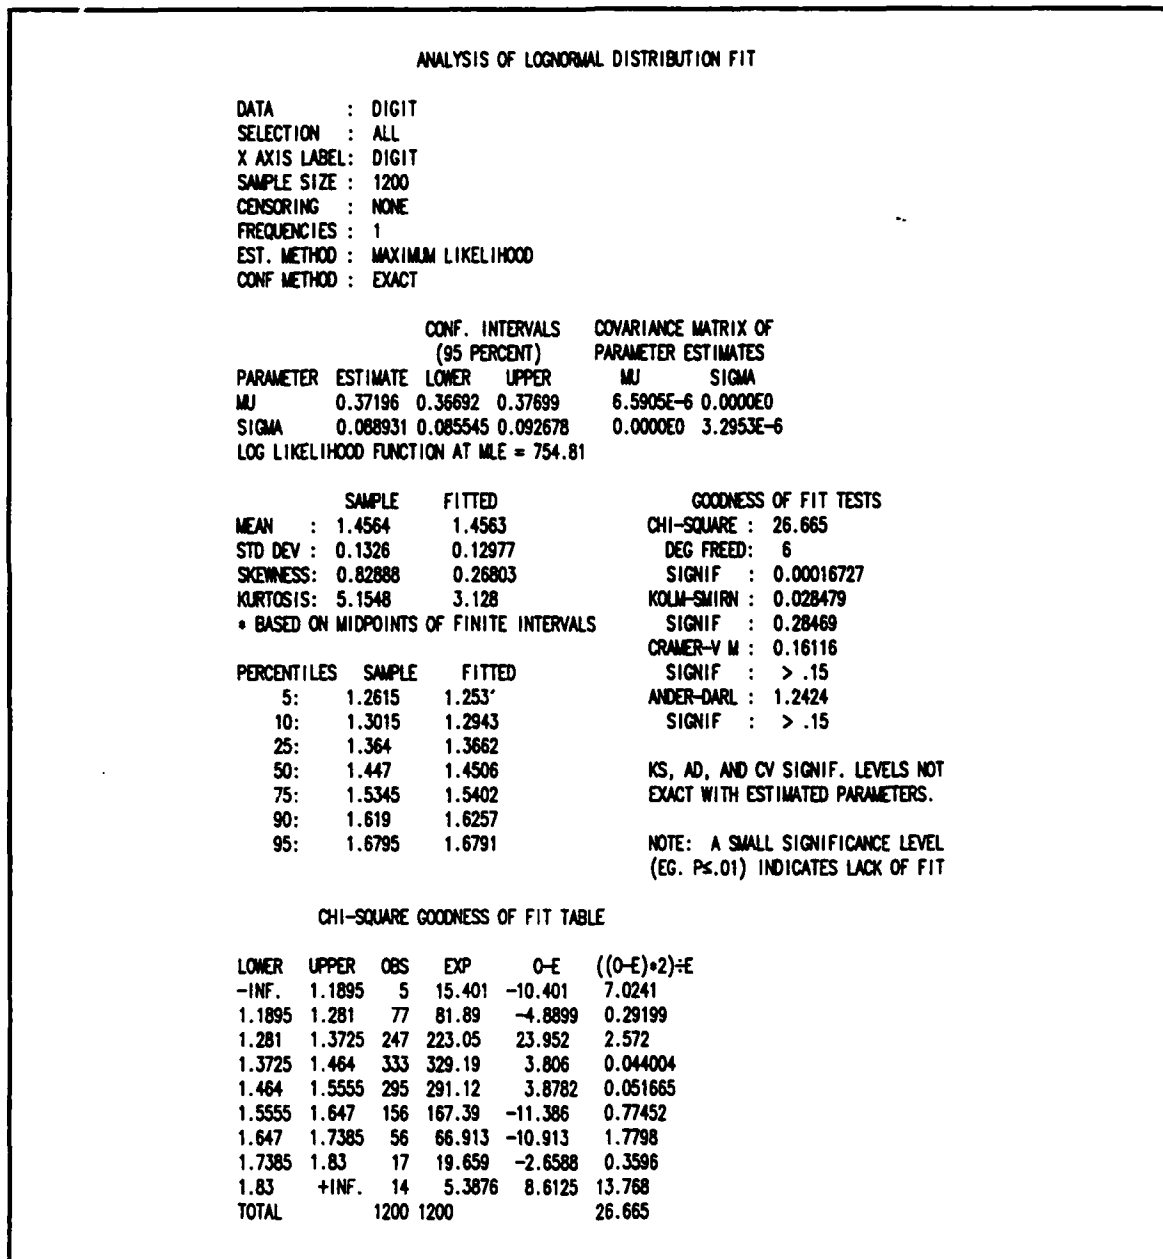 ANALYSIS OF LOGNORMAL DISTRIBUTION FIT
DATA : DIGIT
SELECTION : ALL
X AXIS LABEL: DIGIT
SAMPLE SIZE : 1200
CENSORING : NONE
FREQUENCIES : 1
EST. METHOD : MAXIMUM LIKELIHOOD
CONF METHOD : EXACT
CONF. INTERVALS COVARIANCE MATRIX OF
(95 PERCENT) PARAMETER ESTIMATES
PARAMETER ESTIMATE LOWER UPPER MU SIGMA
MU 0.37196 0.36692 0.37699 6.5905E-6 0.0000E0
SIGMA 0.088931 0.085545 0.092678 0.0000E0 3.2953E-6
LOG LIKELIHOOD FUNCTION AT MLE = 754.81
SAMPLE FITTED
MEAN : 1.4564 1.4563
STD DEV : 0.1326 0.12977
SKEWNESS: 0.82888 0.26803
KURTOSIS: 5.1548 3.128
* BASED ON MIDPOINTS OF FINITE INTERVALS
PERCENTILES SAMPLE FITTED
5: 1.2615 1.253
10: 1.3015 1.2943
25: 1.364 1.3662
50: 1.447 1.4506
75: 1.5345 1.5402
90: 1.619 1.6257
95: 1.6795 1.6791
GOODNESS OF FIT TESTS
CHI-SQUARE : 26.665
DEG FREED: 6
SIGNIF : 0.00016727
KOLM-SMIRN : 0.028479
SIGNIF : 0.28469
CRAMER-V M : 0.16116
SIGNIF : > .15
ANDER-DARL : 1.2424
SIGNIF : > .15
KS, AD, AND CV SIGNIF. LEVELS NOT
EXACT WITH ESTIMATED PARAMETERS.
NOTE: A SMALL SIGNIFICANCE LEVEL
(EG. P≤.01) INDICATES LACK OF FIT
CHI-SQUARE GOODNESS OF FIT TABLE
LOWER UPPER OBS EXP O-E ((O-E)*2)÷E
-INF. 1.1895 5 15.401 -10.401 7.0241
1.1895 1.281 77 81.89 -4.8899 0.29199
1.281 1.3725 247 223.05 23.952 2.572
1.3725 1.464 333 329.19 3.806 0.044004
1.464 1.5555 295 291.12 3.8782 0.051665
1.5555 1.647 156 167.39 -11.386 0.77452
1.647 1.7385 56 66.913 -10.913 1.7798
1.7385 1.83 17 19.659 -2.6588 0.3596
1.83 +INF. 14 5.3876 8.6125 13.768
TOTAL 1200 1200 26.665